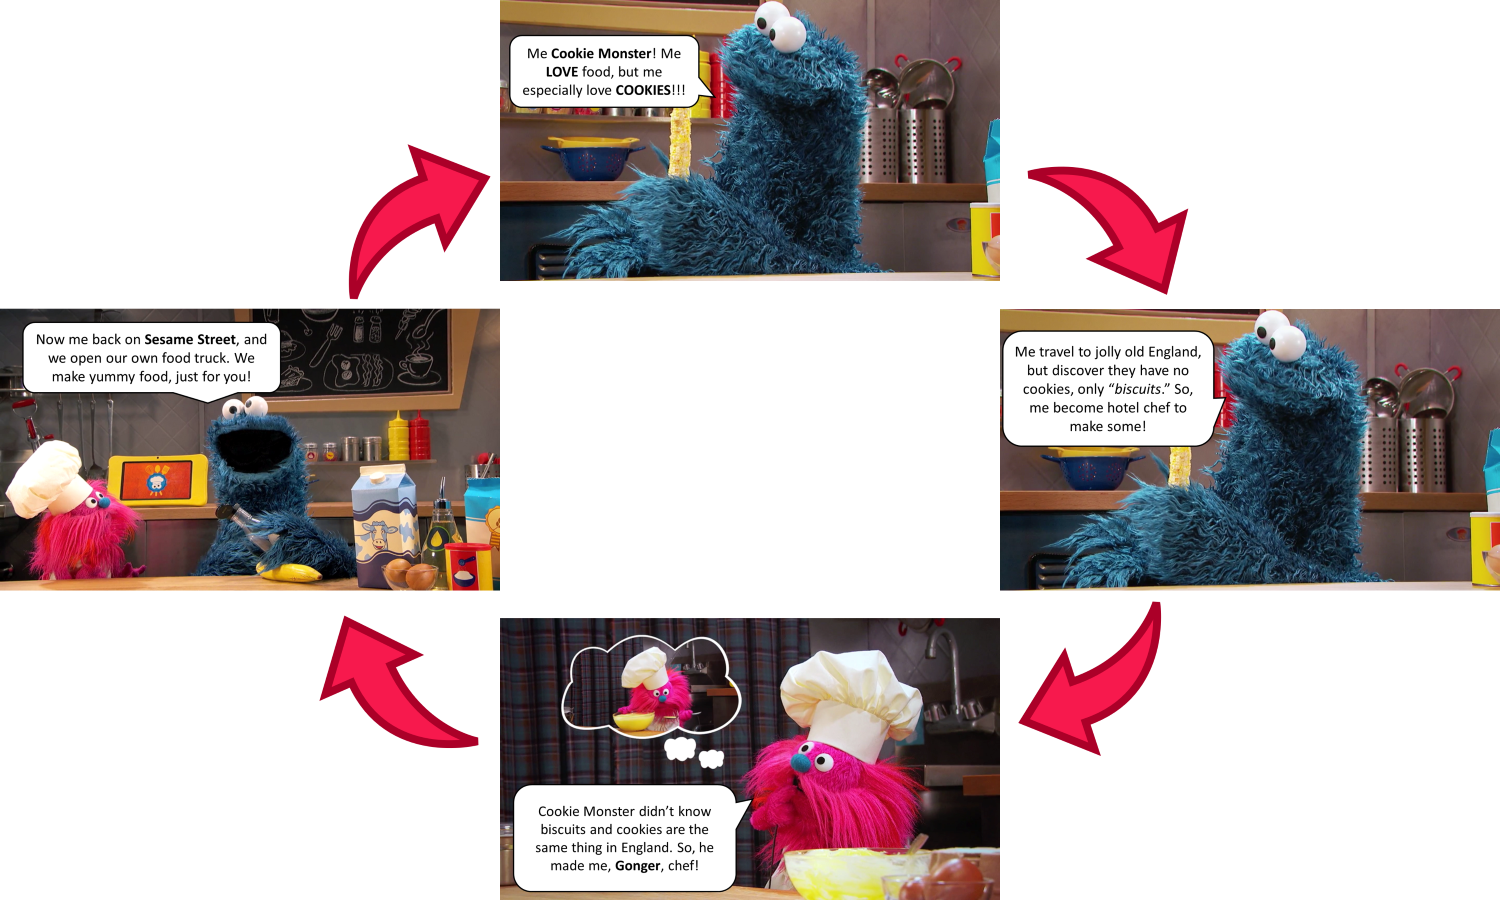 Me Cookie Monster! Me
LOVE food, but me
especially love COOKIES!!!
Me travel to jolly old England,
but discover they have no
cookies, only “biscuits.” So,
me become hotel chef to
make some!
Cookie Monster didn’t know
biscuits and cookies are the
same thing in England. So, he
made me, Gonger, chef!
Now me back on Sesame Street, and
we open our own food truck. We
make yummy food, just for you!